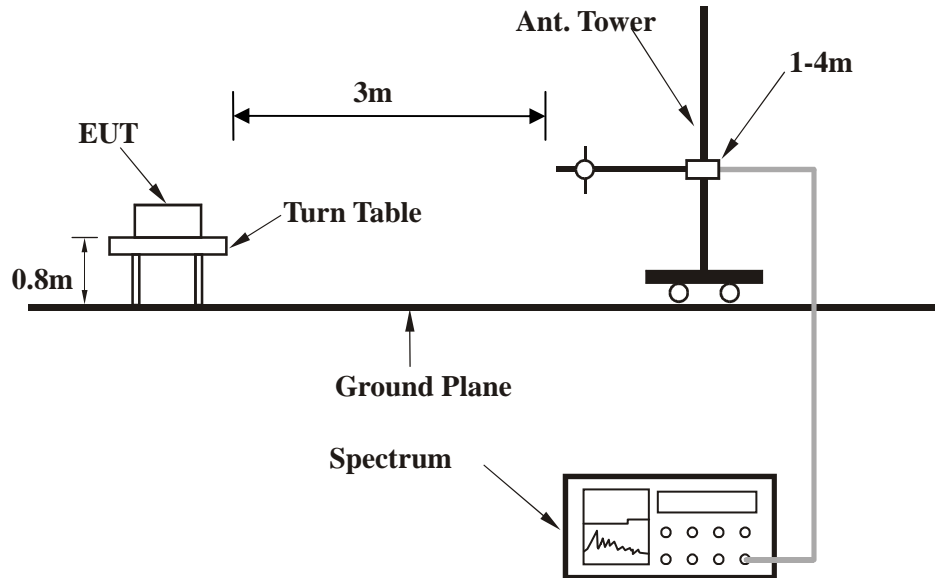 Ant. Tower
1-4m
3m
EUT
Turn Table
0.8m
Ground Plane
Spectrum